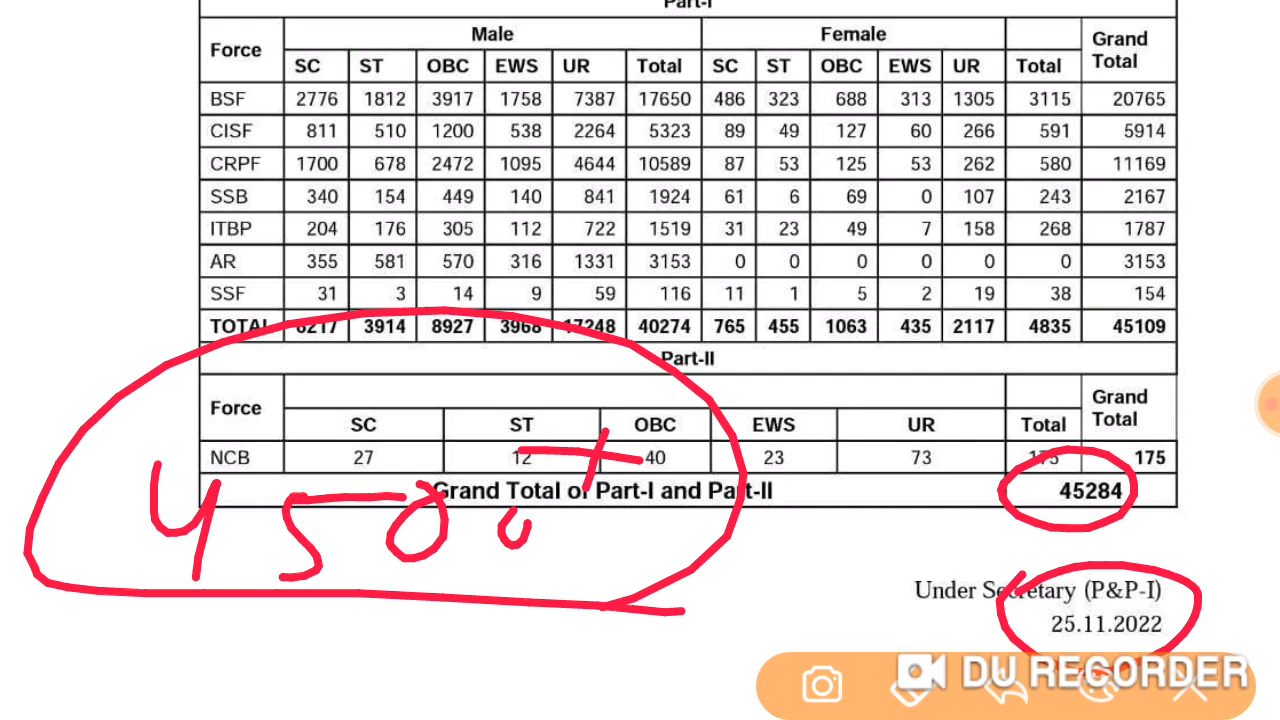 Part-I
Force Male Female Grand Total
SC ST OBC EWS UR Total SC ST OBC EWS UR Total
BSF 2776 1812 3917 1758 7387 17650 486 323 688 313 1305 3115 20765
CISF 811 510 1200 538 2264 5323 89 49 127 60 266 591 5914
CRPF 1700 678 2472 1095 4644 10589 87 53 125 53 262 580 11169
SSB 340 154 449 140 841 1924 61 6 69 0 107 243 2167
ITBP 204 176 305 112 722 1519 31 23 49 7 158 268 1787
AR 355 581 570 316 1331 3153 0 0 0 0 0 0 3153
SSF 31 3 14 9 59 116 11 1 5 2 19 38 154
TOTAL 6217 3914 8927 3968 17248 40274 765 455 1063 435 2117 4835 45109
Part-II
Force Grand Total
SC ST OBC EWS UR Total
NCB 27 12 40 23 73 175 175
Grand Total of Part-I and Part-II 45284
450.+
Under Secretary (P&P-I)
25.11.2022
DU RECORDER